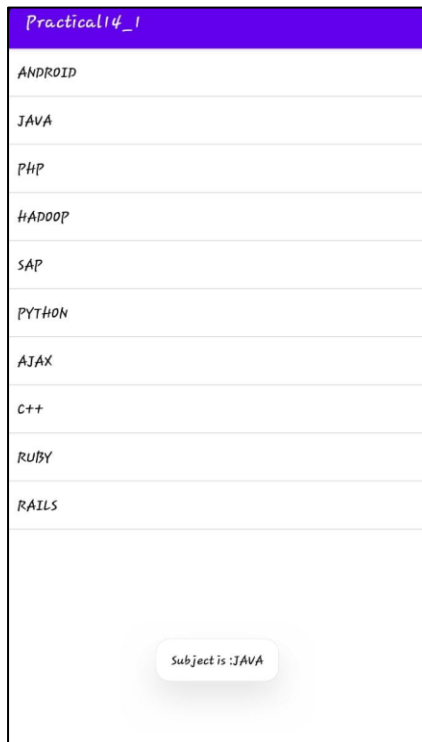 Practical14_1
ANDROID
JAVA
PHP
HADOOP
SAP
PYTHON
AJAX
C++
RUBY
RAILS
Subject is :JAVA